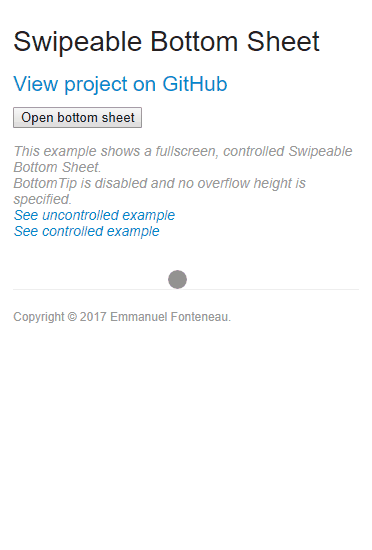 Swipeable Bottom Sheet
View project on GitHub
Open bottom sheet
This example shows a fullscreen, controlled Swipeable
Bottom Sheet.
BottomTip is disabled and no overflow height is
specified.
See uncontrolled example
See controlled example
Copyright © 2017 Emmanuel Fonteneau.